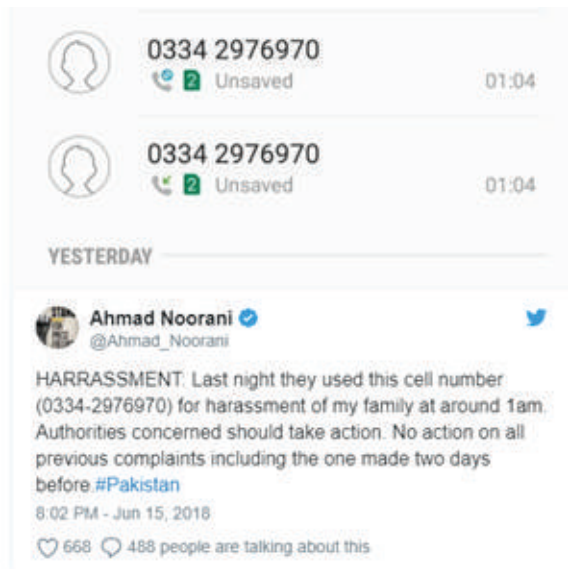 0334 2976970
2 Unsaved 01:04
0334 2976970
2 Unsaved 01:04
YESTERDAY
Ahmad Noorani
@Ahmad_Noorani
HARRASSMENT: Last night they used this cell number
(0334-2976970) for harassment of my family at around 1am.
Authorities concerned should take action. No action on all
previous complaints including the one made two days
before.#Pakistan
8:02 PM - Jun 15, 2018
668 488 people are talking about this